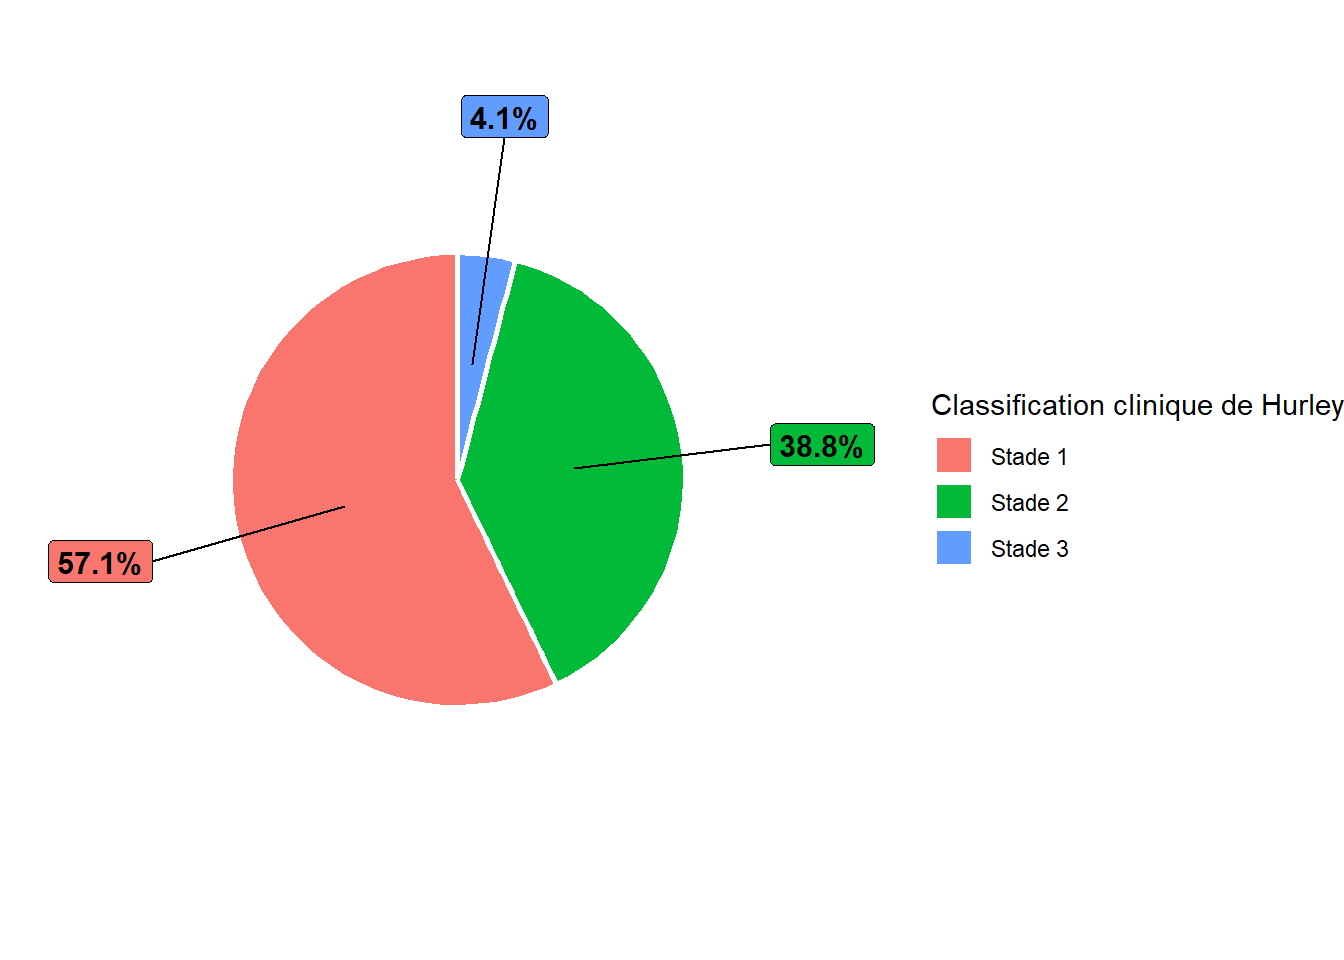 4.1%
38.8%
57.1%
Classification clinique de Hurley
Stade 1
Stade 2
Stade 3